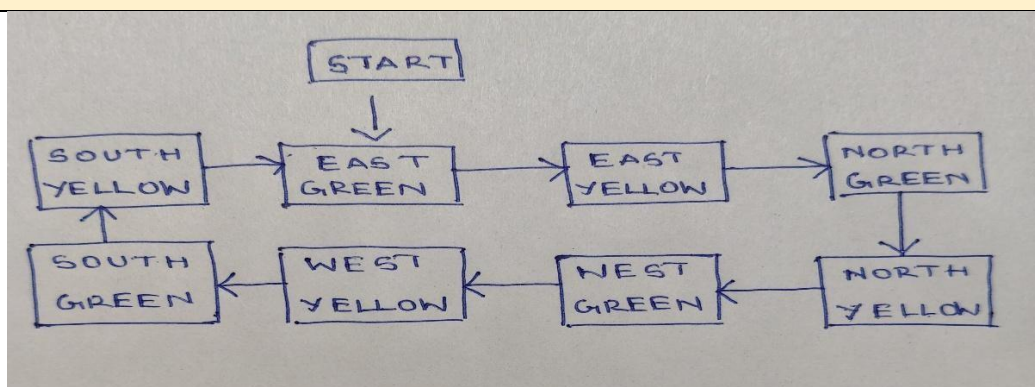 START
SOUTH
YELLOW
EAST
GREEN
EAST
YELLOW
NORTH
GREEN
SOUTH
GREEN
WEST
YELLOW
WEST
GREEN
NORTH
YELLOW